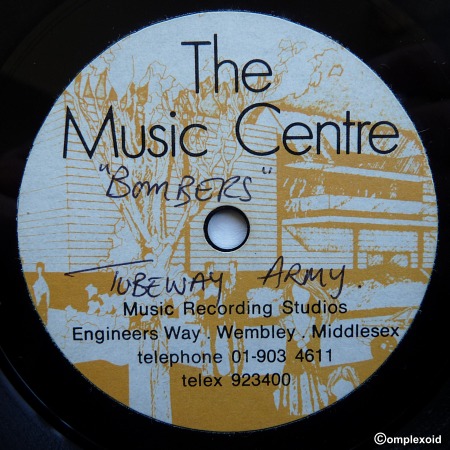 The
Music Centre
"BOMBERS"
TUBEWAY ARMY.
Music Recording Studios
Engineers Way . Wembley . Middlesex
telephone 01-903 4611
telex 923400
©omplexoid